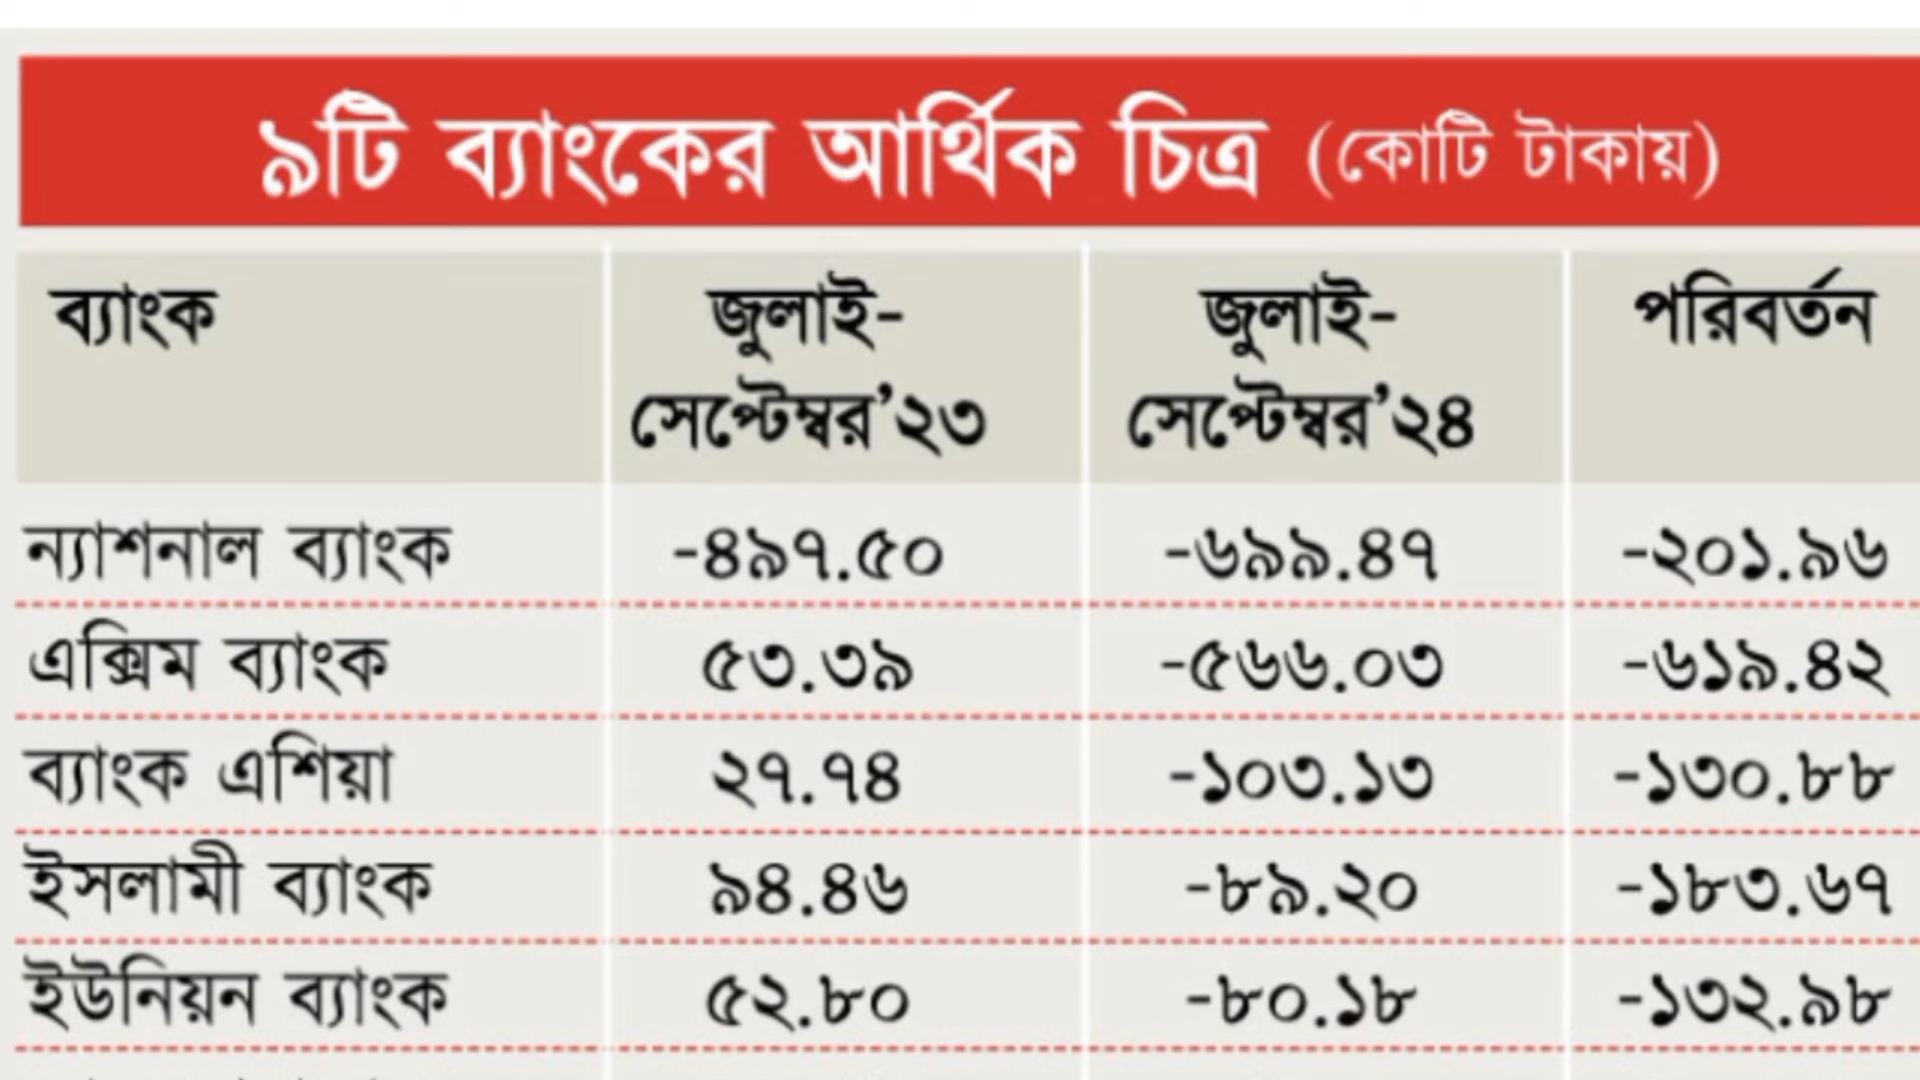 ৯টি ব্যাংকের আর্থিক চিত্র (কোটি টাকায়)
ব্যাংক জুলাই-সেপ্টেম্বর’২৩ জুলাই-সেপ্টেম্বর’২৪ পরিবর্তন
ন্যাশনাল ব্যাংক -৪৯৭.৫০ -৬৯৯.৪৭ -২০১.৯৬
এক্সিম ব্যাংক ৫৩.৩৯ -৫৬৬.০৩ -৬১৯.৪২
ব্যাংক এশিয়া ২৭.৭৪ -১০৩.১৩ -১৩০.৮৮
ইসলামী ব্যাংক ৯৪.৪৬ -৮৯.২০ -১৮৩.৬৭
ইউনিয়ন ব্যাংক ৫২.৮০ -৮০.১৮ -১৩২.৯৮